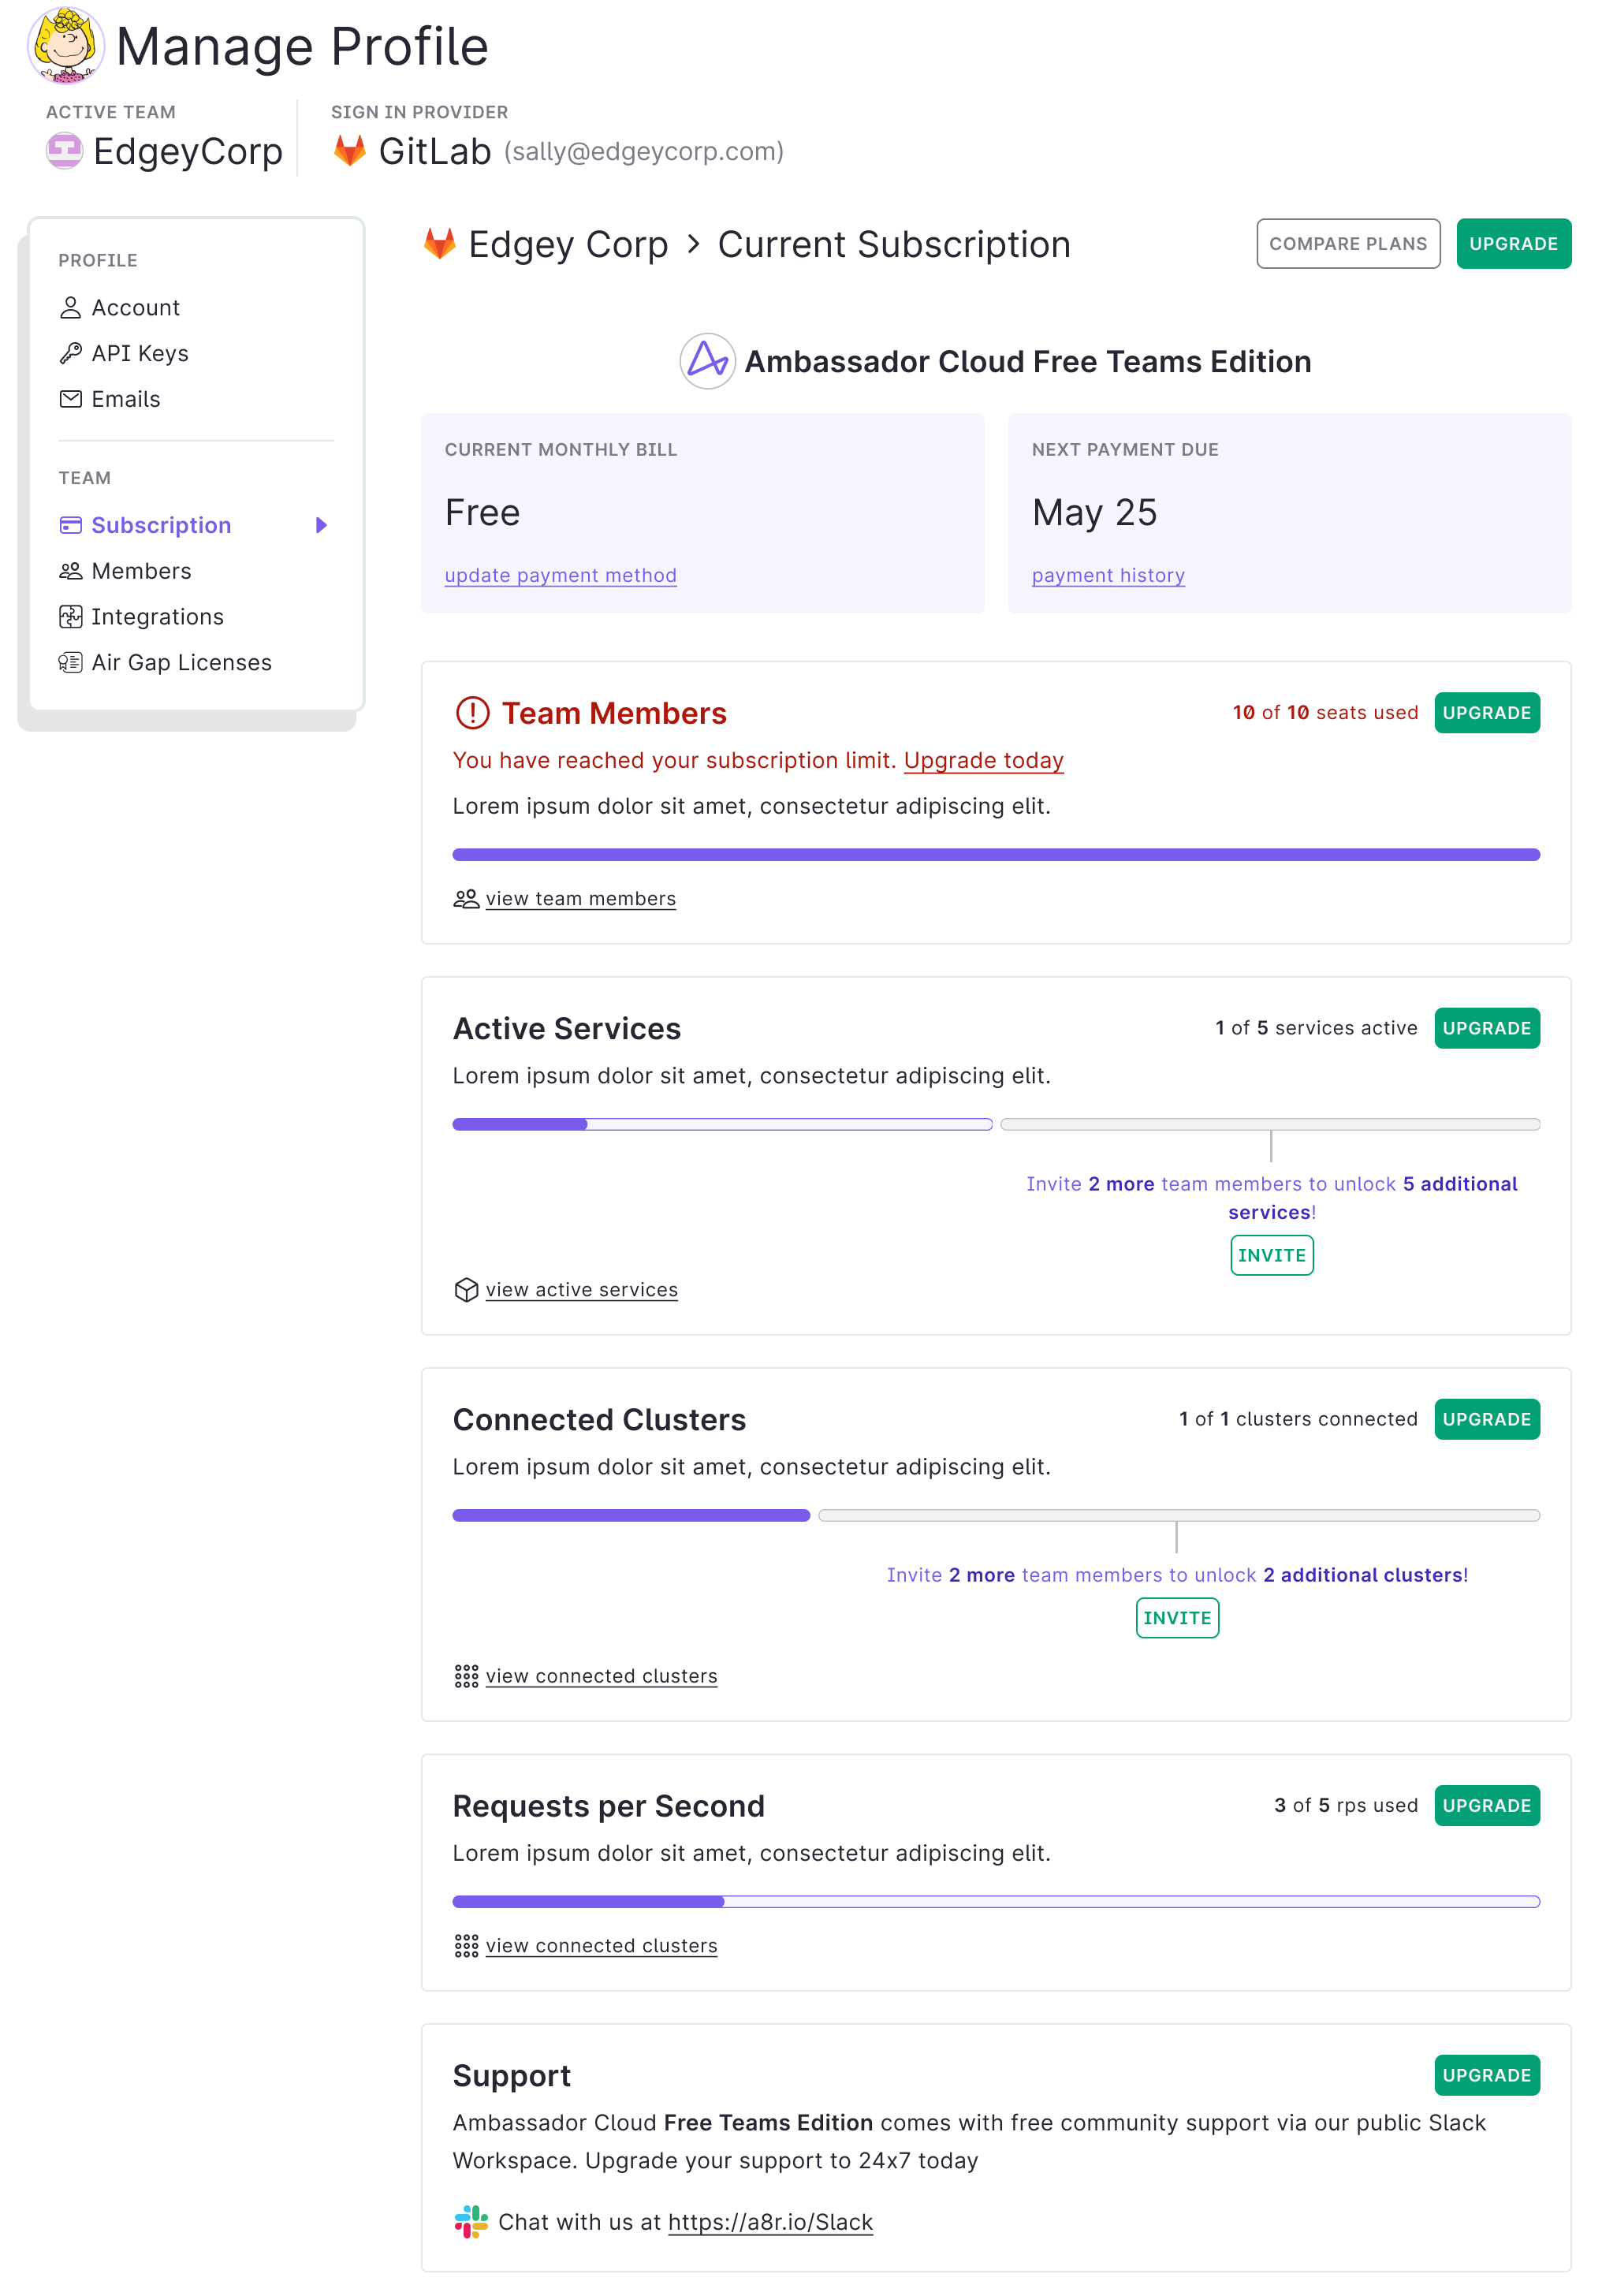 Manage Profile
ACTIVE TEAM
EdgeyCorp
SIGN IN PROVIDER
GitLab (sally@edgeycorp.com)
PROFILE
Account
API Keys
Emails
TEAM
Subscription
Members
Integrations
Air Gap Licenses
Edgey Corp > Current Subscription
COMPARE PLANS
UPGRADE
Ambassador Cloud Free Teams Edition
CURRENT MONTHLY BILL
Free
update payment method
NEXT PAYMENT DUE
May 25
payment history
Team Members
10 of 10 seats used
UPGRADE
You have reached your subscription limit. Upgrade today
Lorem ipsum dolor sit amet, consectetur adipiscing elit.
view team members
Active Services
1 of 5 services active
UPGRADE
Lorem ipsum dolor sit amet, consectetur adipiscing elit.
Invite 2 more team members to unlock 5 additional
services!
INVITE
view active services
Connected Clusters
1 of 1 clusters connected
UPGRADE
Lorem ipsum dolor sit amet, consectetur adipiscing elit.
Invite 2 more team members to unlock 2 additional clusters!
INVITE
view connected clusters
Requests per Second
3 of 5 rps used
UPGRADE
Lorem ipsum dolor sit amet, consectetur adipiscing elit.
view connected clusters
Support
UPGRADE
Ambassador Cloud Free Teams Edition comes with free community support via our public Slack
Workspace. Upgrade your support to 24x7 today
Chat with us at https://a8r.io/Slack